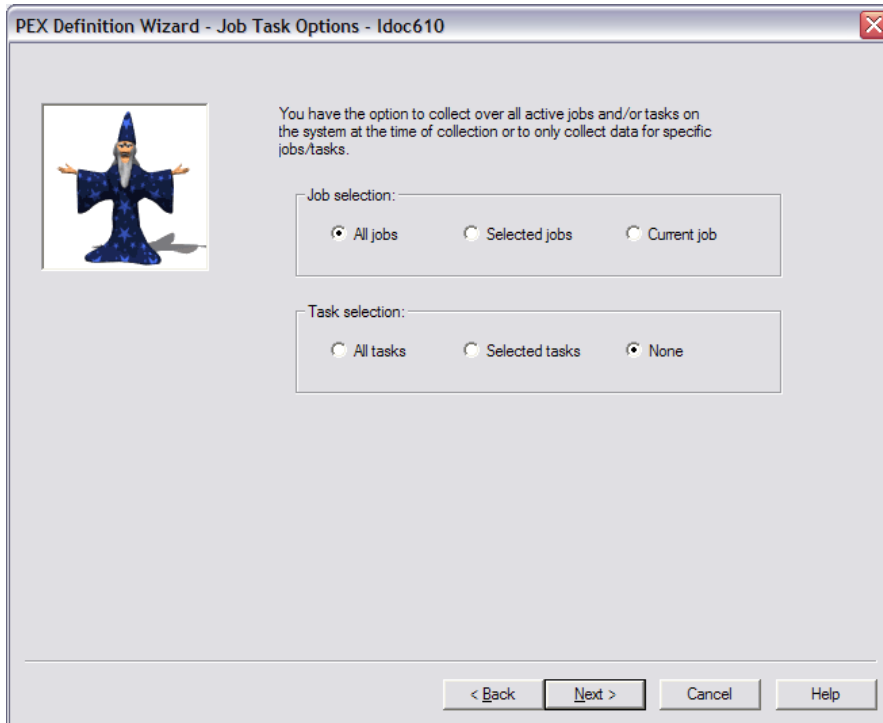 PEX Definition Wizard - Job Task Options - Idoc610
You have the option to collect over all active jobs and/or tasks on
the system at the time of collection or to only collect data for specific
jobs/tasks.
Job selection:
All jobs Selected jobs Current job
Task selection:
All tasks Selected tasks None
< Back Next > Cancel Help